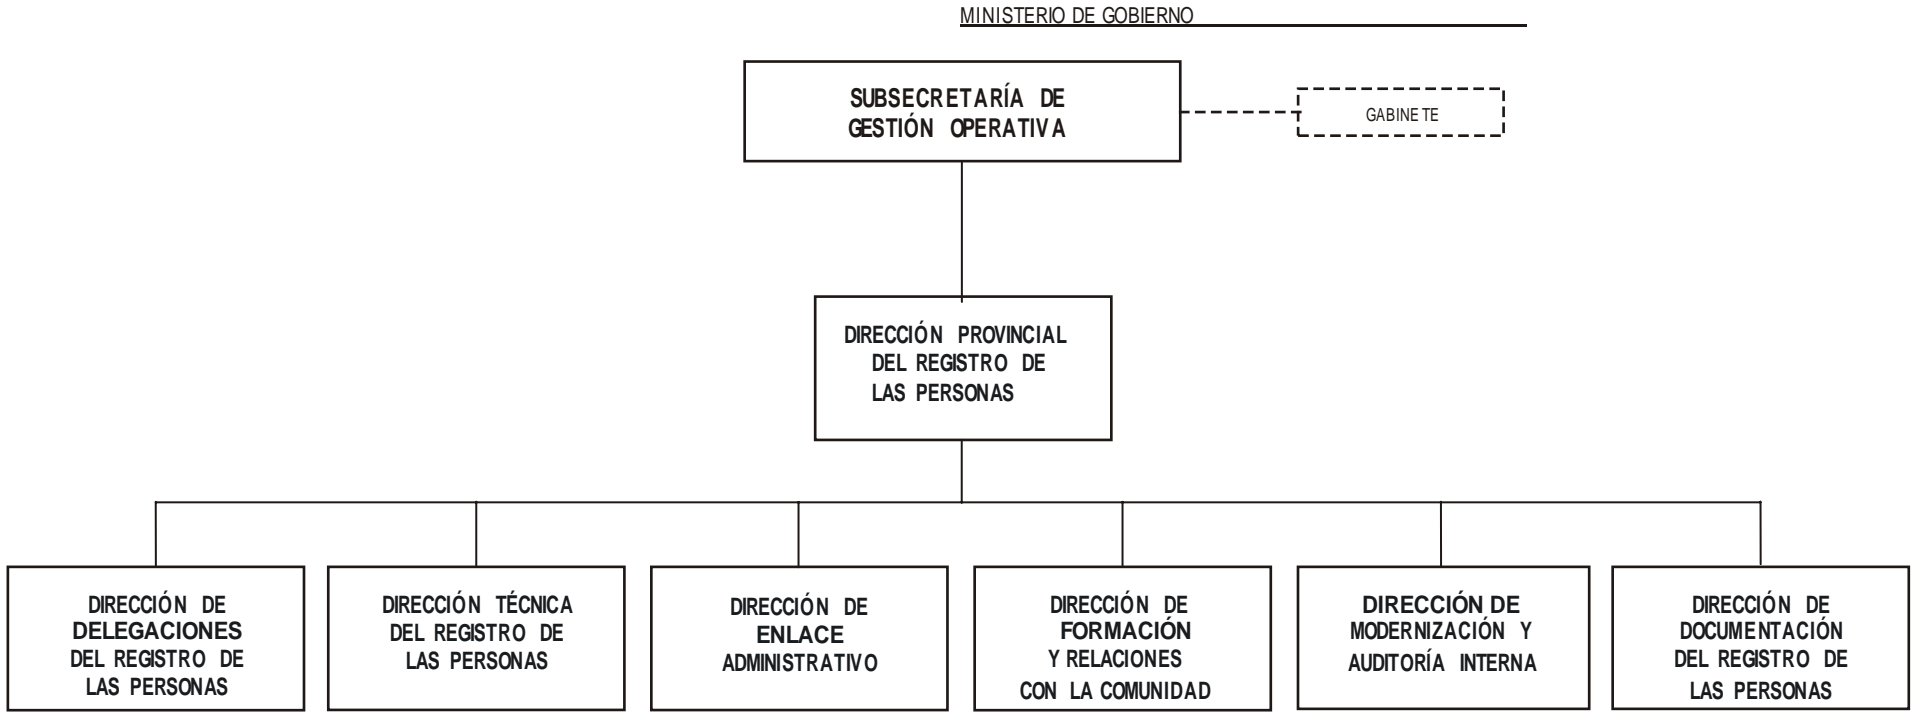 MINISTERIO DE GOBIERNO
SUBSECRETARÍA DE
GESTIÓN OPERATIVA
GABINETE
DIRECCIÓN PROVINCIAL
DEL REGISTRO DE
LAS PERSONAS
DIRECCIÓN DE
DELEGACIONES
DEL REGISTRO DE
LAS PERSONAS
DIRECCIÓN TÉCNICA
DEL REGISTRO DE
LAS PERSONAS
DIRECCIÓN DE
ENLACE
ADMINISTRATIVO
DIRECCIÓN DE
FORMACIÓN
Y RELACIONES
CON LA COMUNIDAD
DIRECCIÓN DE
MODERNIZACIÓN Y
AUDITORÍA INTERNA
DIRECCIÓN DE
DOCUMENTACIÓN
DEL REGISTRO DE
LAS PERSONAS